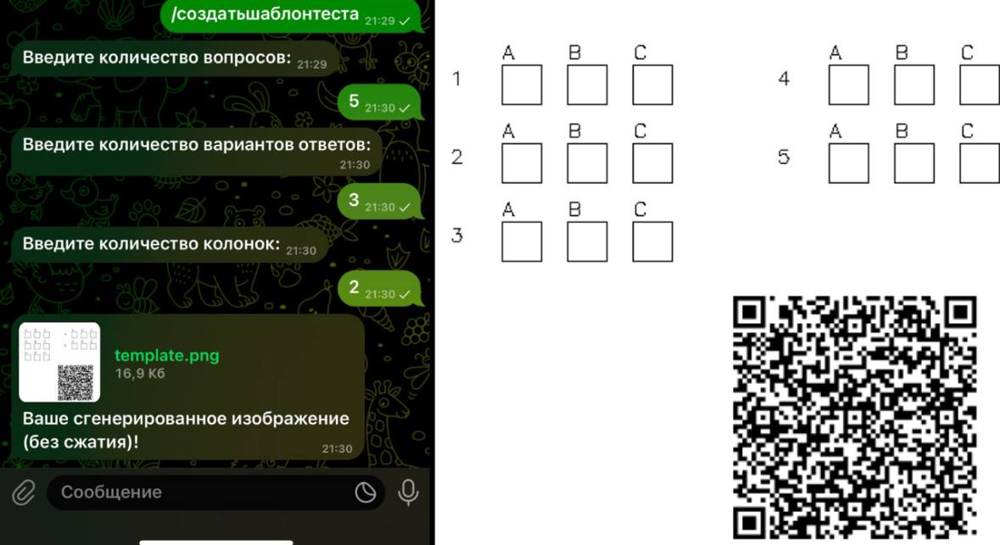 /создатьшаблонтеста 21:29
Введите количество вопросов: 21:29
5 21:30
Введите количество вариантов ответов:
21:30
3 21:30
Введите количество колонок: 21:30
2 21:30
template.png
16,9 Кб
Ваше сгенерированное изображение
(без сжатия)!
21:30
Сообщение
A B C
1
A B C
2
A B C
3
A B C
4
A B C
5